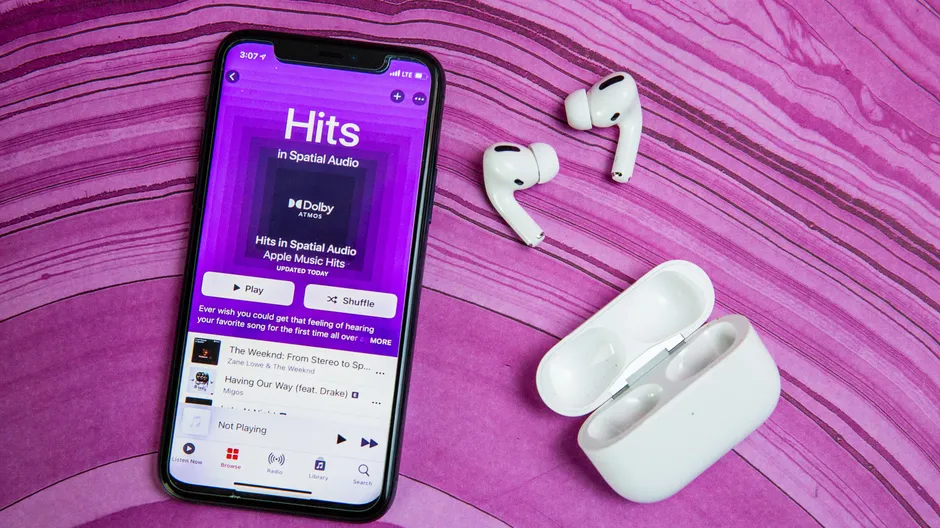 3:07
LTE
Hits
in Spatial Audio
Dolby
ATMOS
Hits in Spatial Audio
Apple Music Hits
UPDATED TODAY
Play
Shuffle
Ever wish you could get that feeling of hearing
your favorite song for the first time all over
MORE
The Weeknd: From Stereo to Sp...
Zane Lowe & The Weeknd
Having Our Way (feat. Drake) E
Migos
Not Playing
Listen Now
Browse
Radio
Library
Search